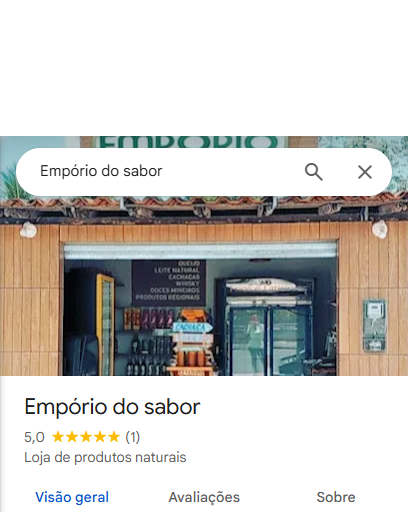 EMPÓRIO
Empório do sabor
QUEIJO
LEITE NATURAL
CACHAÇAS
WHISKY
DOCES MINEIROS
PRODUTOS REGIONAIS
CACHAÇA
Empório do sabor
5,0 ★★★★★ (1)
Loja de produtos naturais
Visão geral Avaliações Sobre